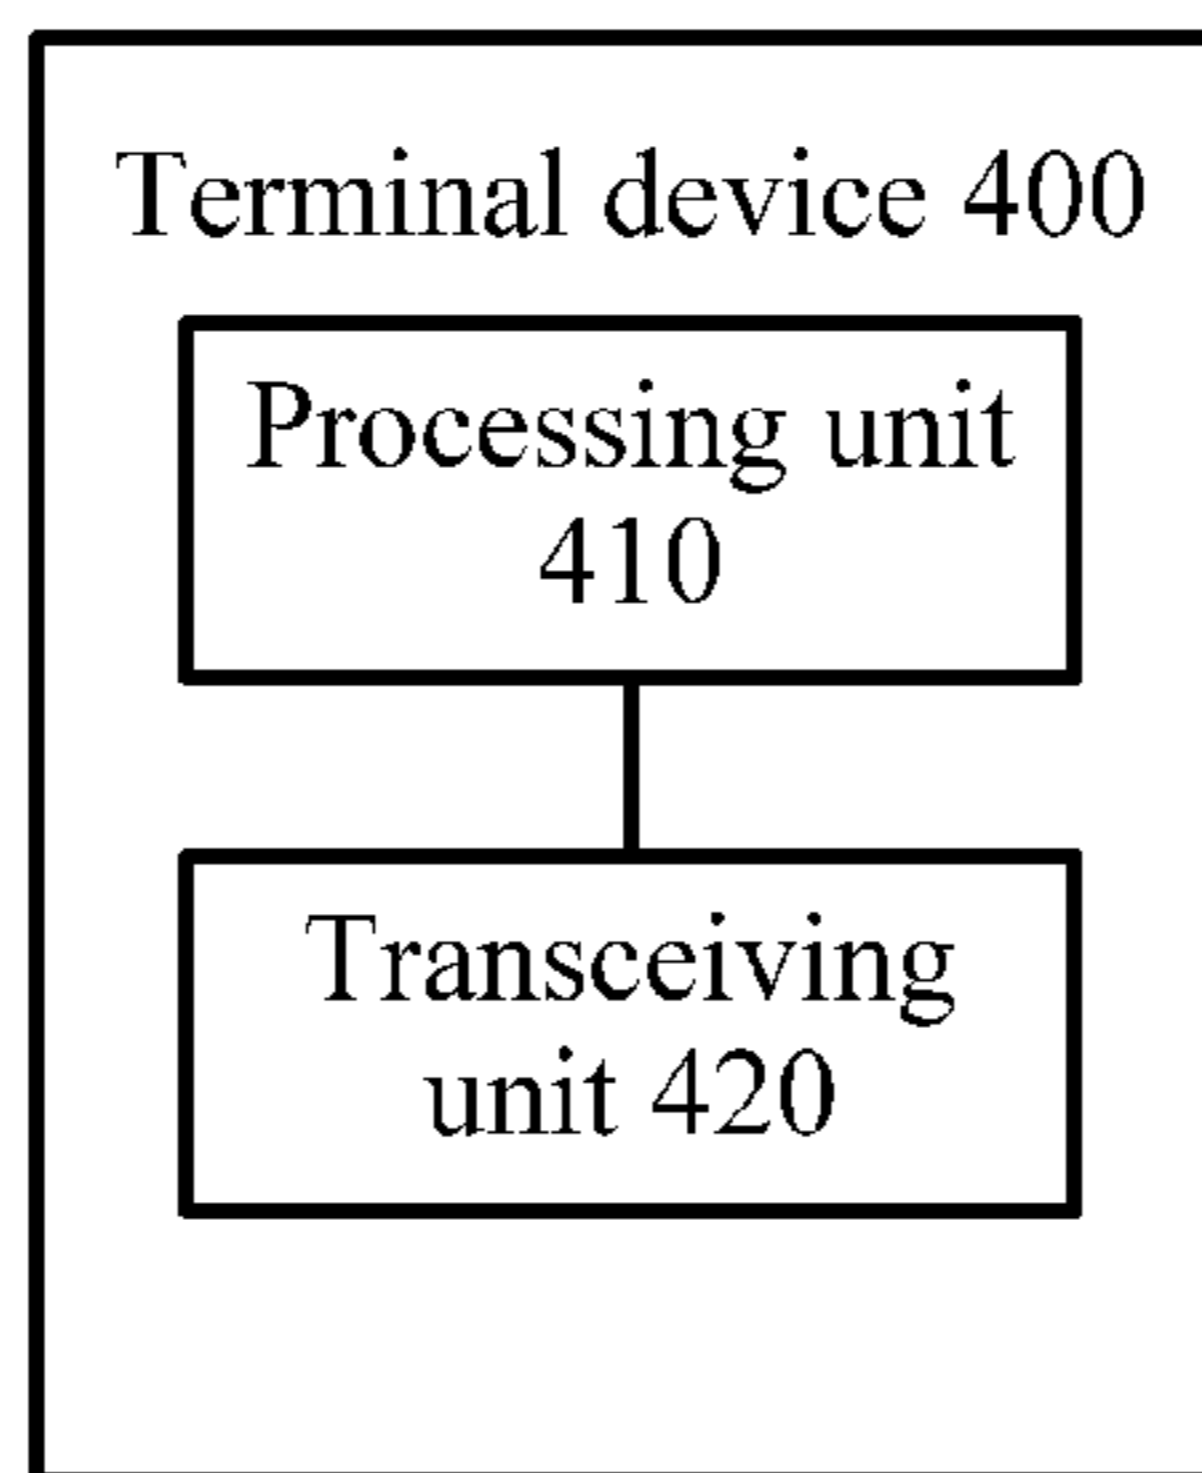 Terminal device 400
Processing unit
410
Transceiving
unit 420